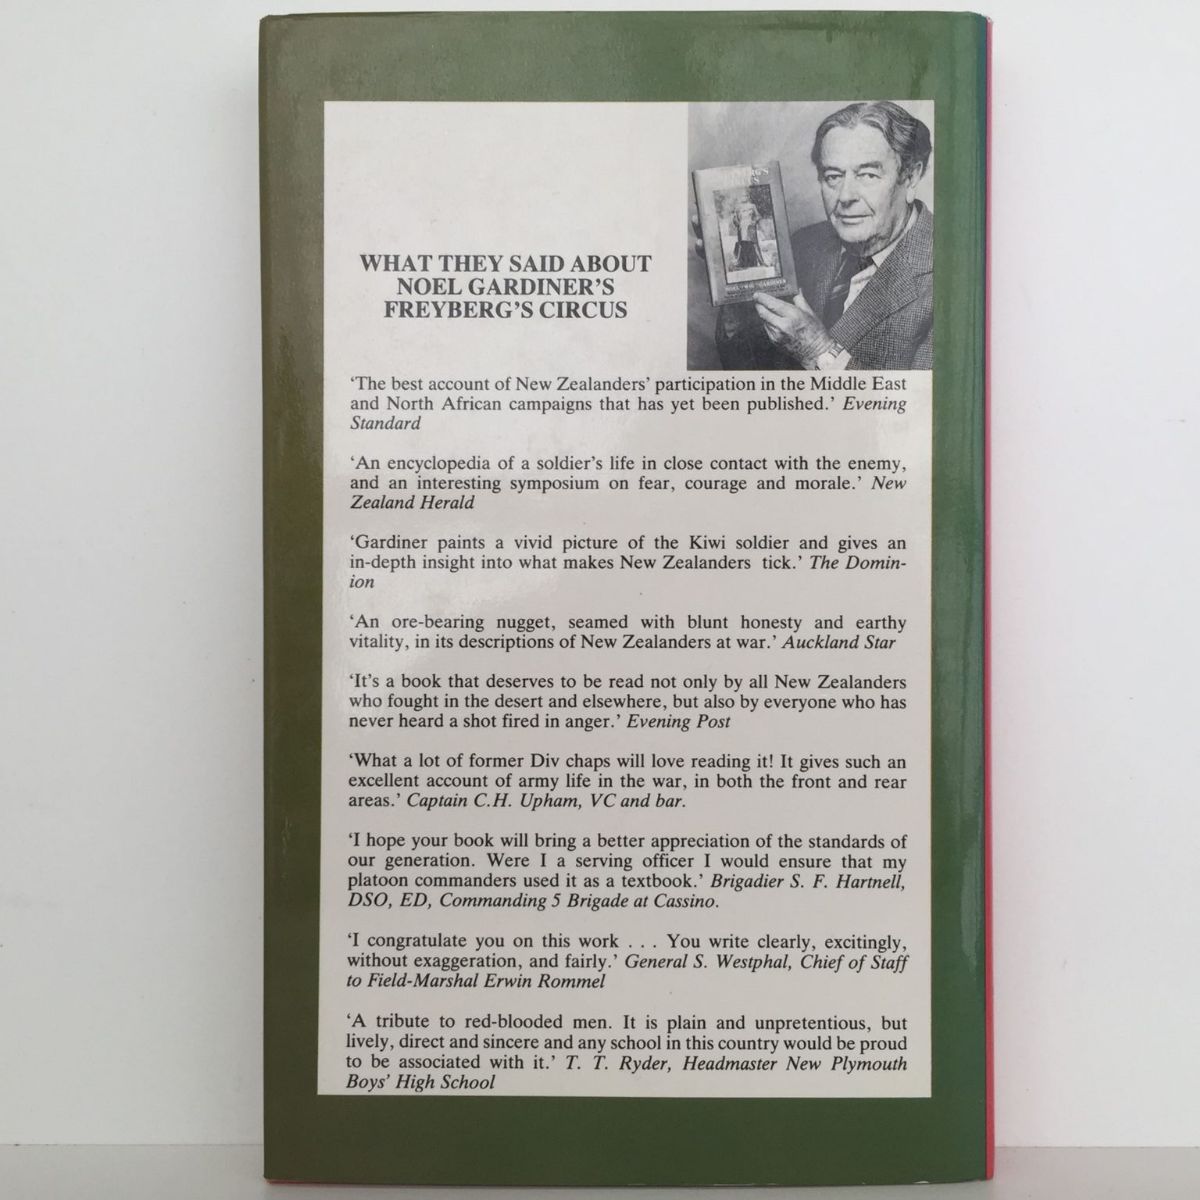 WHAT THEY SAID ABOUT
NOEL GARDINER'S
FREYBERG'S CIRCUS
NOEL 'WIG' GARDINER
‘The best account of New Zealanders’ participation in the Middle East
and North African campaigns that has yet been published.’ Evening
Standard
‘An encyclopedia of a soldier’s life in close contact with the enemy,
and an interesting symposium on fear, courage and morale.’ New
Zealand Herald
‘Gardiner paints a vivid picture of the Kiwi soldier and gives an
in-depth insight into what makes New Zealanders tick.’ The Domin-
ion
‘An ore-bearing nugget, seamed with blunt honesty and earthy
vitality, in its descriptions of New Zealanders at war.’ Auckland Star
‘It’s a book that deserves to be read not only by all New Zealanders
who fought in the desert and elsewhere, but also by everyone who has
never heard a shot fired in anger.’ Evening Post
‘What a lot of former Div chaps will love reading it! It gives such an
excellent account of army life in the war, in both the front and rear
areas.’ Captain C.H. Upham, VC and bar.
‘I hope your book will bring a better appreciation of the standards of
our generation. Were I a serving officer I would ensure that my
platoon commanders used it as a textbook.’ Brigadier S. F. Hartnell,
DSO, ED, Commanding 5 Brigade at Cassino.
‘I congratulate you on this work . . . You write clearly, excitingly,
without exaggeration, and fairly.’ General S. Westphal, Chief of Staff
to Field-Marshal Erwin Rommel
‘A tribute to red-blooded men. It is plain and unpretentious, but
lively, direct and sincere and any school in this country would be proud
to be associated with it.’ T. T. Ryder, Headmaster New Plymouth
Boys’ High School